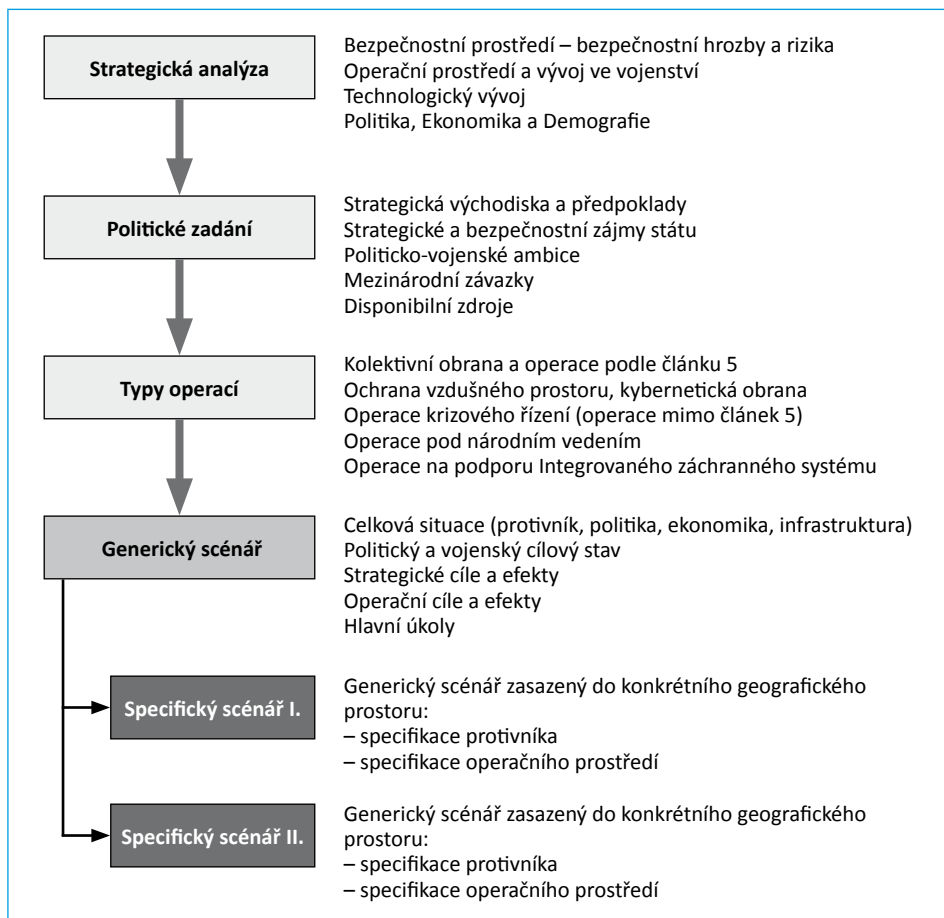 Strategická analýza
Bezpečnostní prostředí – bezpečnostní hrozby a rizika
Operační prostředí a vývoj ve vojenství
Technologický vývoj
Politika, Ekonomika a Demografie
Politické zadání
Strategická východiska a předpoklady
Strategické a bezpečnostní zájmy státu
Politicko-vojenské ambice
Mezinárodní závazky
Disponibilní zdroje
Typy operací
Kolektivní obrana a operace podle článku 5
Ochrana vzdušného prostoru, kybernetická obrana
Operace krizového řízení (operace mimo článek 5)
Operace pod národním vedením
Operace na podporu Integrovaného záchranného systému
Generický scénář
Celková situace (protivník, politika, ekonomika, infrastruktura)
Politický a vojenský cílový stav
Strategické cíle a efekty
Operační cíle a efekty
Hlavní úkoly
Specifický scénář I.
Generický scénář zasazený do konkrétního geografického
prostoru:
– specifikace protivníka
– specifikace operačního prostředí
Specifický scénář II.
Generický scénář zasazený do konkrétního geografického
prostoru:
– specifikace protivníka
– specifikace operačního prostředí